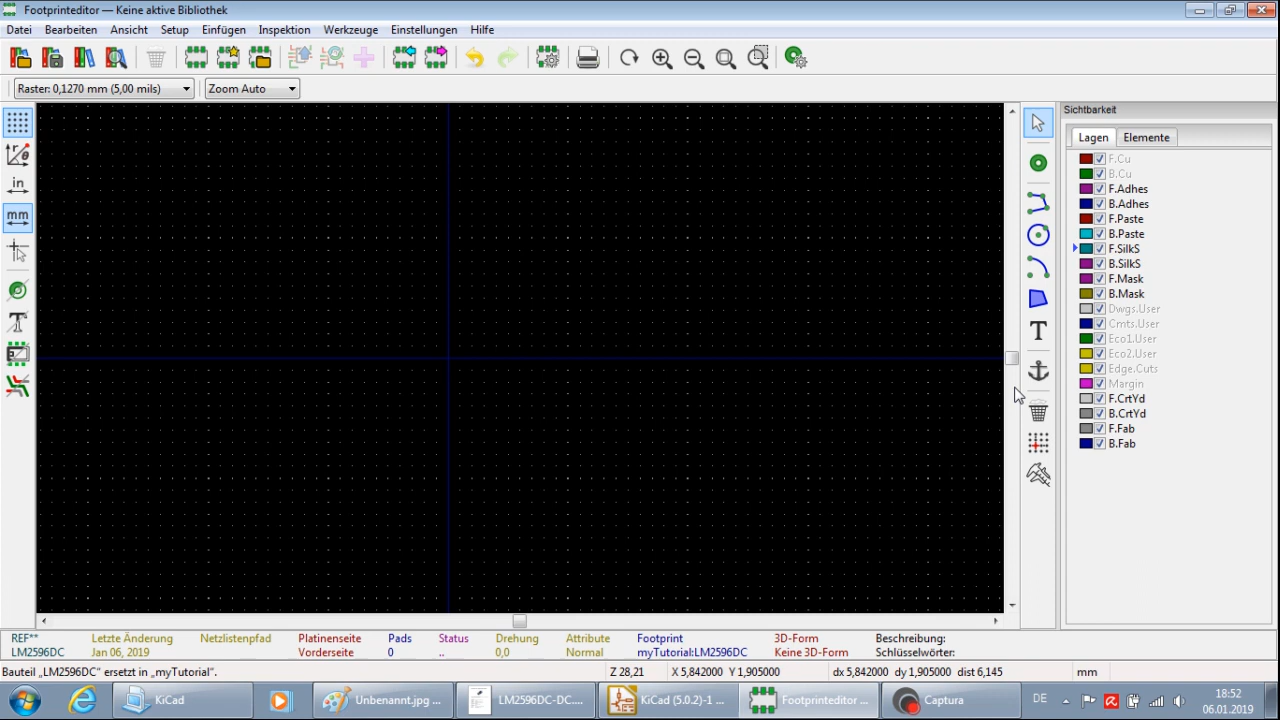 Footprinteditor — Keine aktive Bibliothek
Datei Bearbeiten Ansicht Setup Einfügen Inspektion Werkzeuge Einstellungen Hilfe
Raster: 0,1270 mm (5,00 mils) Zoom Auto
in
mm
Sichtbarkeit
Lagen Elemente
F.Cu
B.Cu
F.Adhes
B.Adhes
F.Paste
B.Paste
F.SilkS
B.SilkS
F.Mask
B.Mask
Dwgs.User
Cmts.User
Eco1.User
Eco2.User
Edge.Cuts
Margin
F.CrtYd
B.CrtYd
F.Fab
B.Fab
REF** Letzte Änderung Netzlistenpfad Platinenseite Pads Status Drehung Attribute Footprint 3D-Form Beschreibung:
LM2596DC Jan 06, 2019 Vorderseite 0 .. 0,0 Normal myTutorial:LM2596DC Keine 3D-Form Schlüsselwörter:
Bauteil „LM2596DC“ ersetzt in „myTutorial“. Z 28,21 X 5,842000 Y 1,905000 dx 5,842000 dy 1,905000 dist 6,145 mm
KiCad Unbenannt.jpg ... LM2596DC-DC.... KiCad (5.0.2)-1 ... Footprinteditor ... Captura DE 18:52
06.01.2019